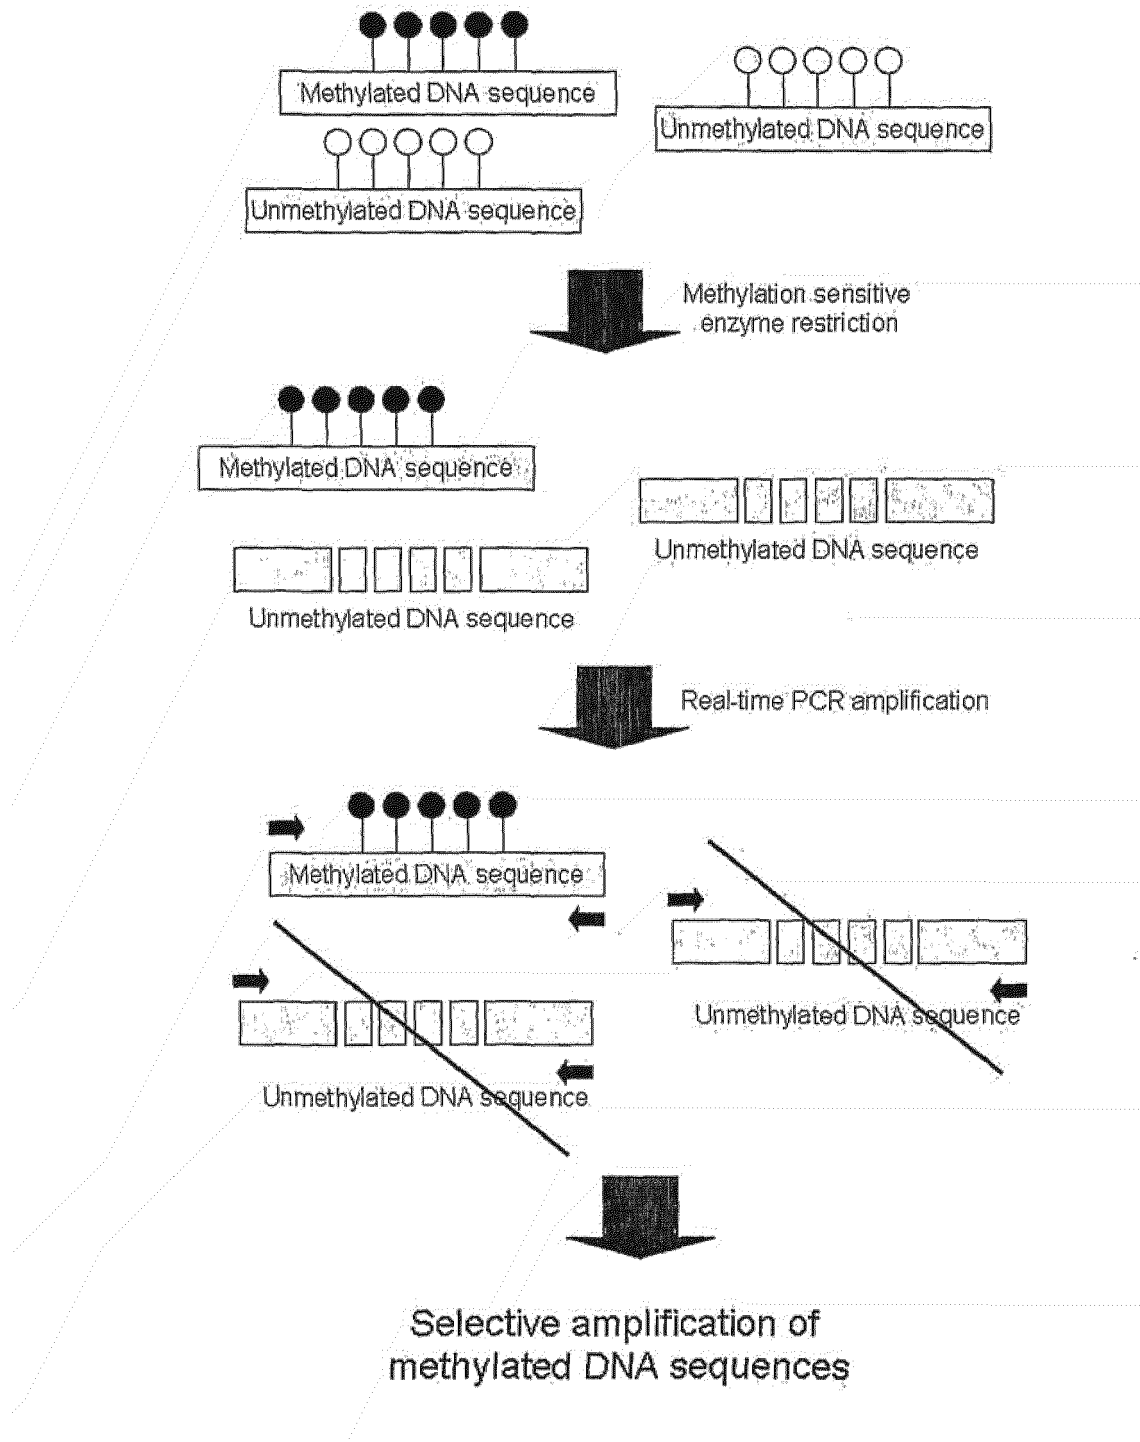 Methylated DNA sequence
Unmethylated DNA sequence
Unmethylated DNA sequence
Methylation sensitive
enzyme restriction
Methylated DNA sequence
Unmethylated DNA sequence
Unmethylated DNA sequence
Real-time PCR amplification
Methylated DNA sequence
Unmethylated DNA sequence
Unmethylated DNA sequence
Selective amplification of
methylated DNA sequences